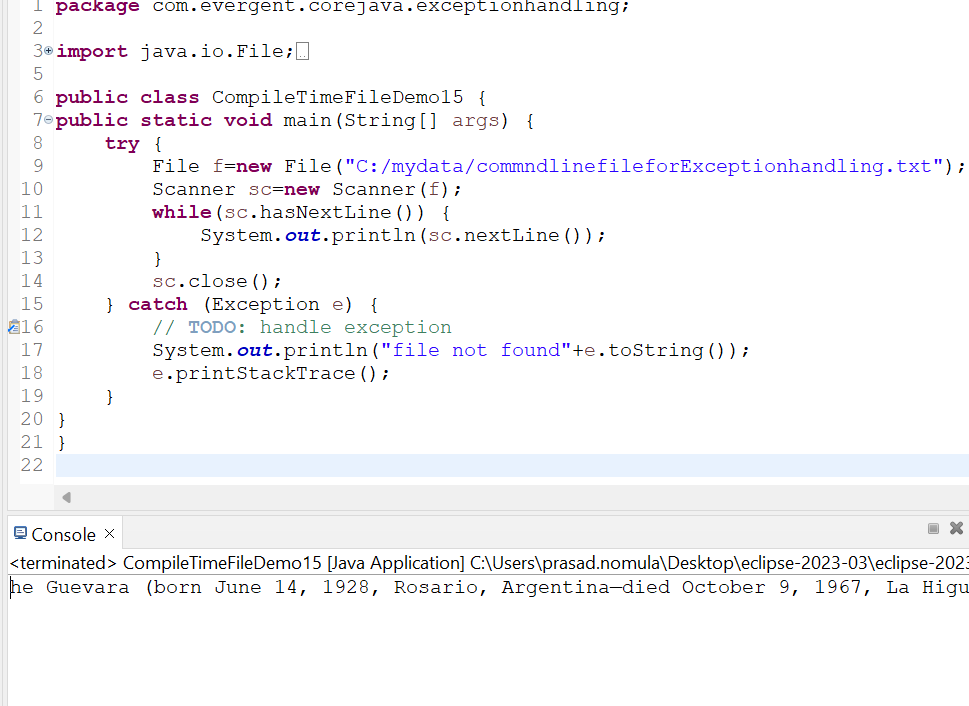 1 package com.evergent.corejava.exceptionhandling;
2
3 import java.io.File;
5
6 public class CompileTimeFileDemo15 {
7 public static void main(String[] args) {
8 try {
9 File f=new File("C:/mydata/commndlinefileforExceptionhandling.txt");
10 Scanner sc=new Scanner(f);
11 while(sc.hasNextLine()) {
12 System.out.println(sc.nextLine());
13 }
14 sc.close();
15 } catch (Exception e) {
16 // TODO: handle exception
17 System.out.println("file not found"+e.toString());
18 e.printStackTrace();
19 }
20 }
21 }
22
Console
<terminated> CompileTimeFileDemo15 [Java Application] C:\Users\prasad.nomula\Desktop\eclipse-2023-03\eclipse-2023
he Guevara (born June 14, 1928, Rosario, Argentina—died October 9, 1967, La Higu